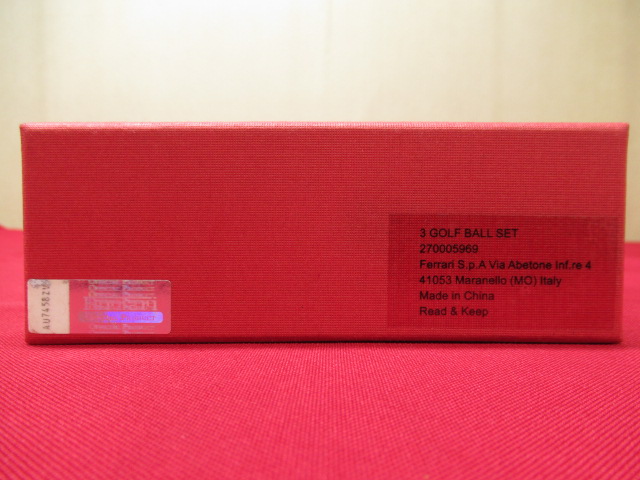 3 GOLF BALL SET
270005969
Ferrari S.p.A Via Abetone Inf.re 4
41053 Maranello (MO) Italy
Made in China
Read & Keep
Ferrari